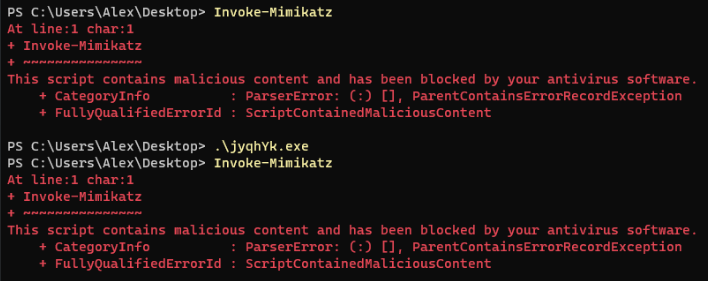 PS C:\Users\Alex\Desktop> Invoke-Mimikatz
At line:1 char:1
+ Invoke-Mimikatz
+ ~~~~~~~~~~~~~~~
This script contains malicious content and has been blocked by your antivirus software.
    + CategoryInfo          : ParserError: (:) [], ParentContainsErrorRecordException
    + FullyQualifiedErrorId : ScriptContainedMaliciousContent
PS C:\Users\Alex\Desktop> .\jyqhYk.exe
PS C:\Users\Alex\Desktop> Invoke-Mimikatz
At line:1 char:1
+ Invoke-Mimikatz
+ ~~~~~~~~~~~~~~~
This script contains malicious content and has been blocked by your antivirus software.
    + CategoryInfo          : ParserError: (:) [], ParentContainsErrorRecordException
    + FullyQualifiedErrorId : ScriptContainedMaliciousContent